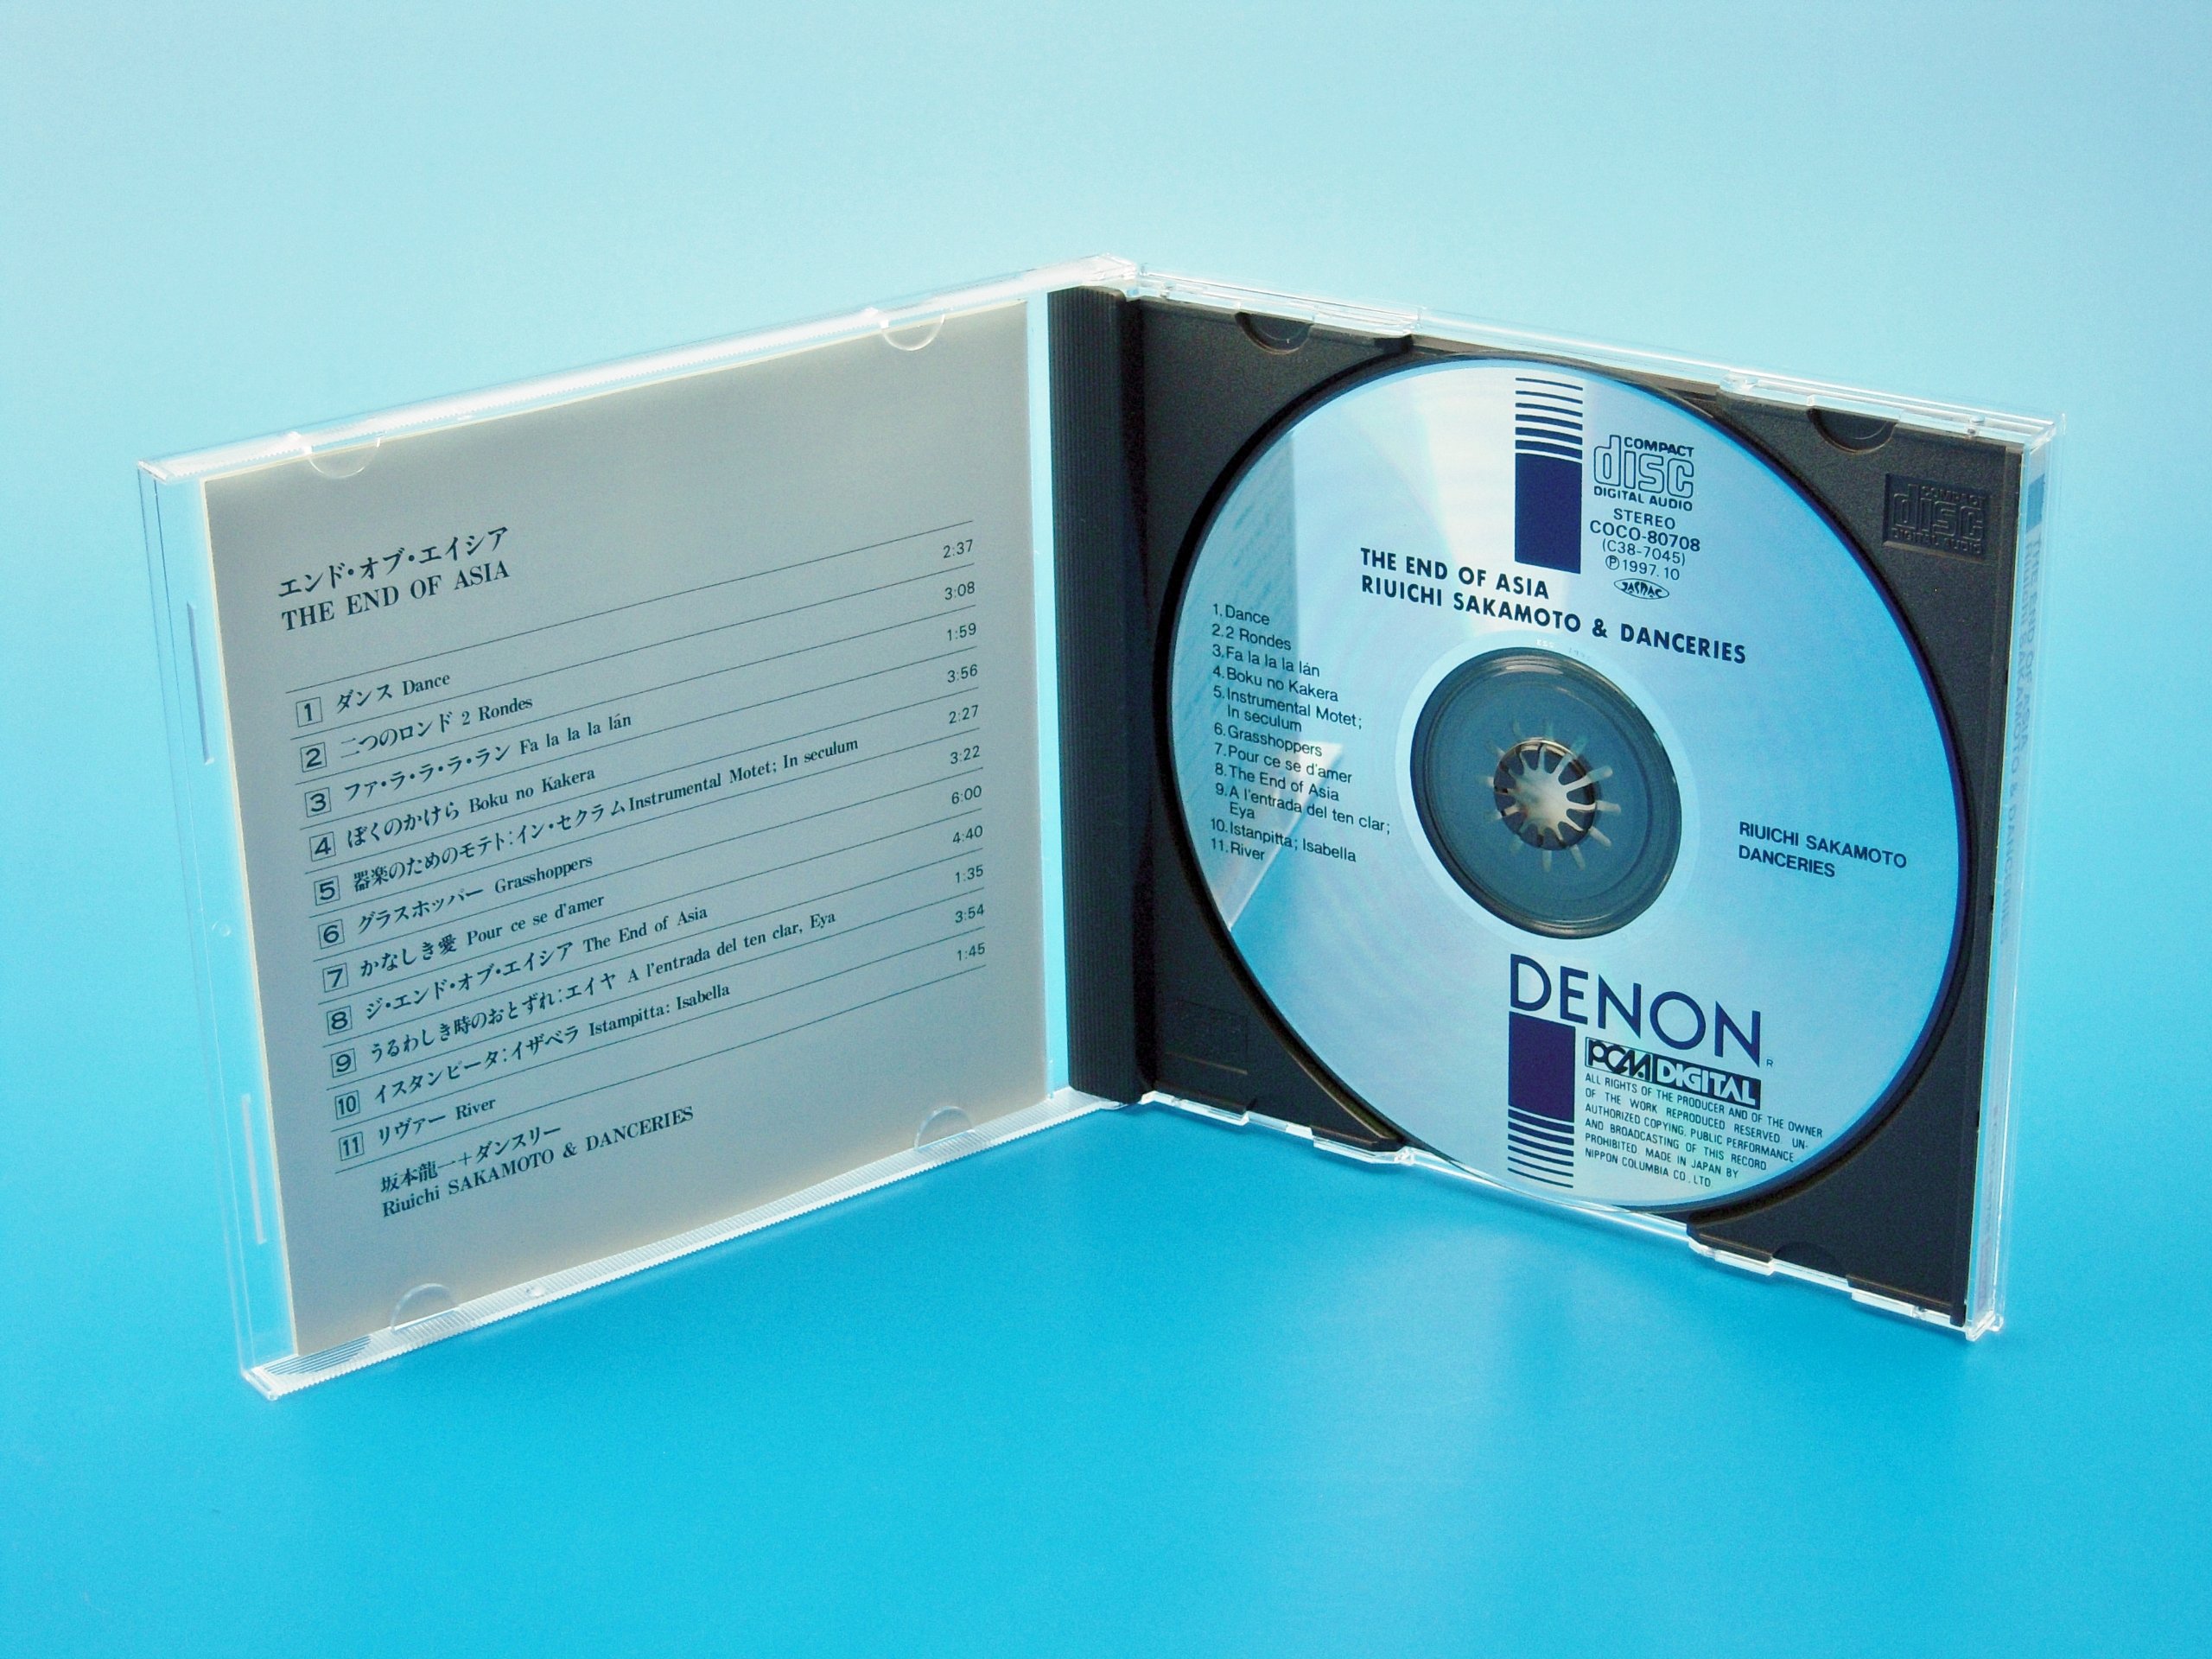 エンド・オブ・エイシア
THE END OF ASIA
1 ダンス Dance 2:37
2 二つのロンド 2 Rondes 3:08
3 ファ・ラ・ラ・ラ・ラン Fa la la la lán 1:59
4 ぼくのかけら Boku no Kakera 3:56
5 器楽のためのモテト:イン・セクラム Instrumental Motet; In seculum 2:27
6 グラスホッパー Grasshoppers 3:22
7 かなしき愛 Pour ce se d'amer 6:00
8 ジ・エンド・オブ・エイシア The End of Asia 4:40
9 うるわしき時のおとずれ:エイヤ A l'entrada del ten clar, Eya 1:35
10 イスタンピータ:イザベラ Istampitta: Isabella 3:54
11 リヴァー River 1:45
坂本龍一+ダンスリー
Riuichi SAKAMOTO & DANCERIES
COMPACT
disc
DIGITAL AUDIO
STEREO
COCO-80708
(C38-7045)
Ⓟ1997.10
JASRAC
THE END OF ASIA
RIUICHI SAKAMOTO & DANCERIES
1.Dance
2.2 Rondes
3.Fa la la la lán
4.Boku no Kakera
5.Instrumental Motet;
In seculum
6.Grasshoppers
7.Pour ce se d'amer
8.The End of Asia
9.A l'entrada del ten clar;
Eya
10.Istanpitta; Isabella
11.River
RIUICHI SAKAMOTO
DANCERIES
DENON
R
PCM DIGITAL
ALL RIGHTS OF THE PRODUCER AND OF THE OWNER
OF THE WORK REPRODUCED RESERVED UN-
AUTHORIZED COPYING, PUBLIC PERFORMANCE
AND BROADCASTING OF THIS RECORD
PROHIBITED MADE IN JAPAN BY
NIPPON COLUMBIA CO., LTD
COMPACT
disc
DIGITAL AUDIO